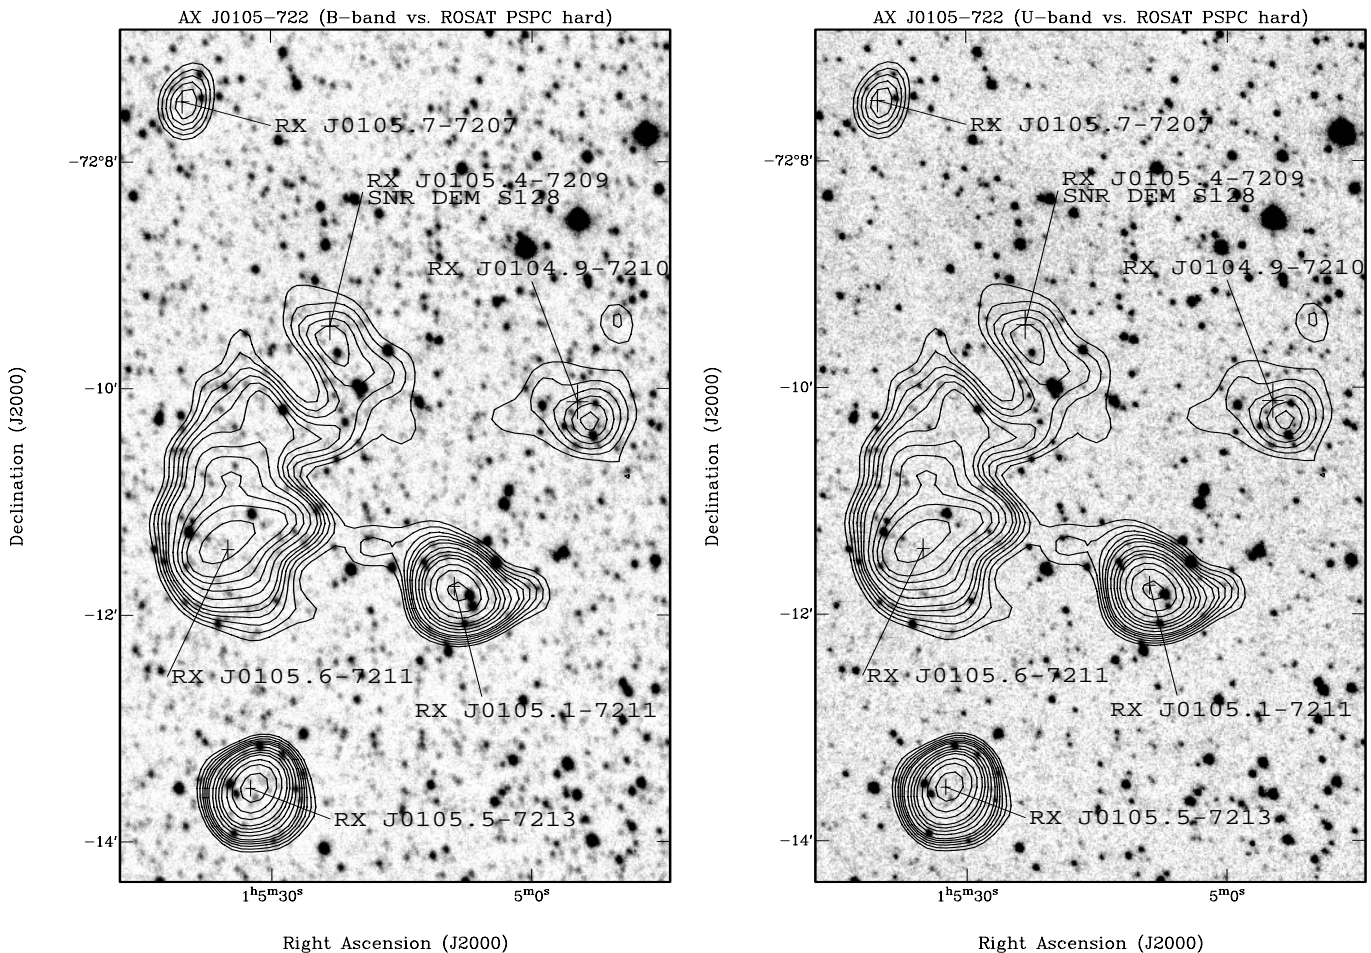 AX J0105-722 (B-band vs. ROSAT PSPC hard)
RX J0105.7-7207
-72°8′
RX J0105.4-7209
SNR DEM S128
RX J0104.9-7210
-10′
-12′
RX J0105.6-7211
RX J0105.1-7211
RX J0105.5-7213
-14′
1h5m30s
5m0s
Declination (J2000)
Right Ascension (J2000)
AX J0105-722 (U-band vs. ROSAT PSPC hard)
RX J0105.7-7207
-72°8′
RX J0105.4-7209
SNR DEM S128
RX J0104.9-7210
-10′
-12′
RX J0105.6-7211
RX J0105.1-7211
RX J0105.5-7213
-14′
1h5m30s
5m0s
Declination (J2000)
Right Ascension (J2000)